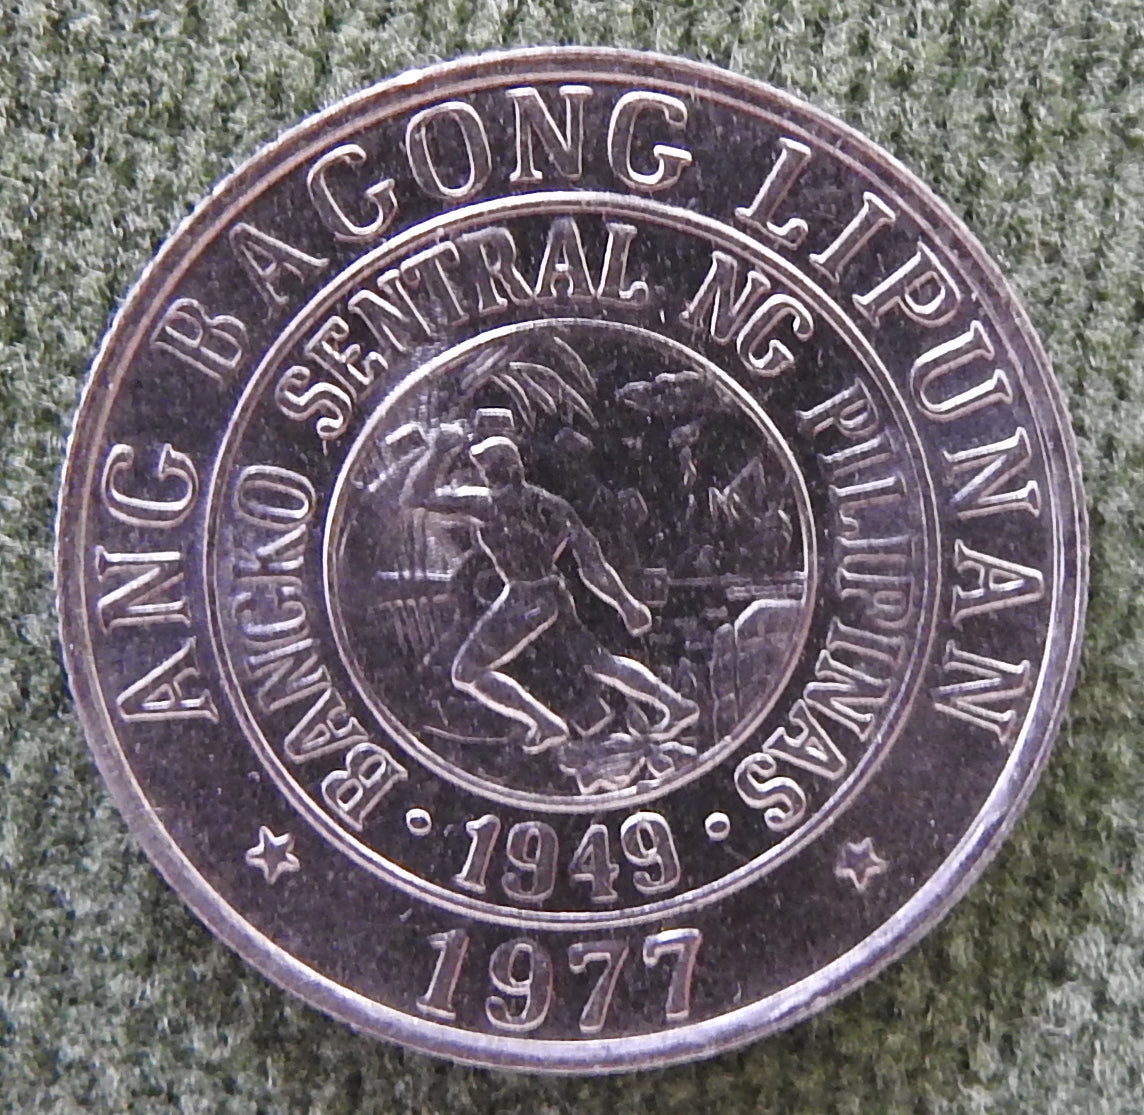 ANG BAGONG LIPUNAN
BANGKO SENTRAL NG PILIPINAS
· 1949 ·
1977